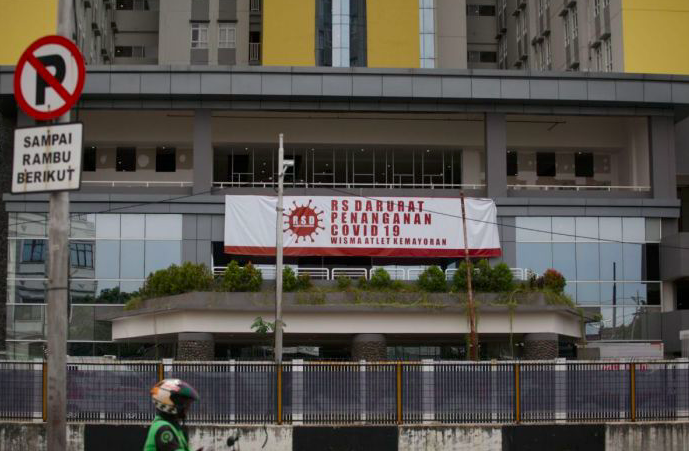 P
SAMPAI
RAMBU
BERIKUT
RSD
RS DARURAT
PENANGANAN
COVID 19
WISMA ATLET KEMAYORAN